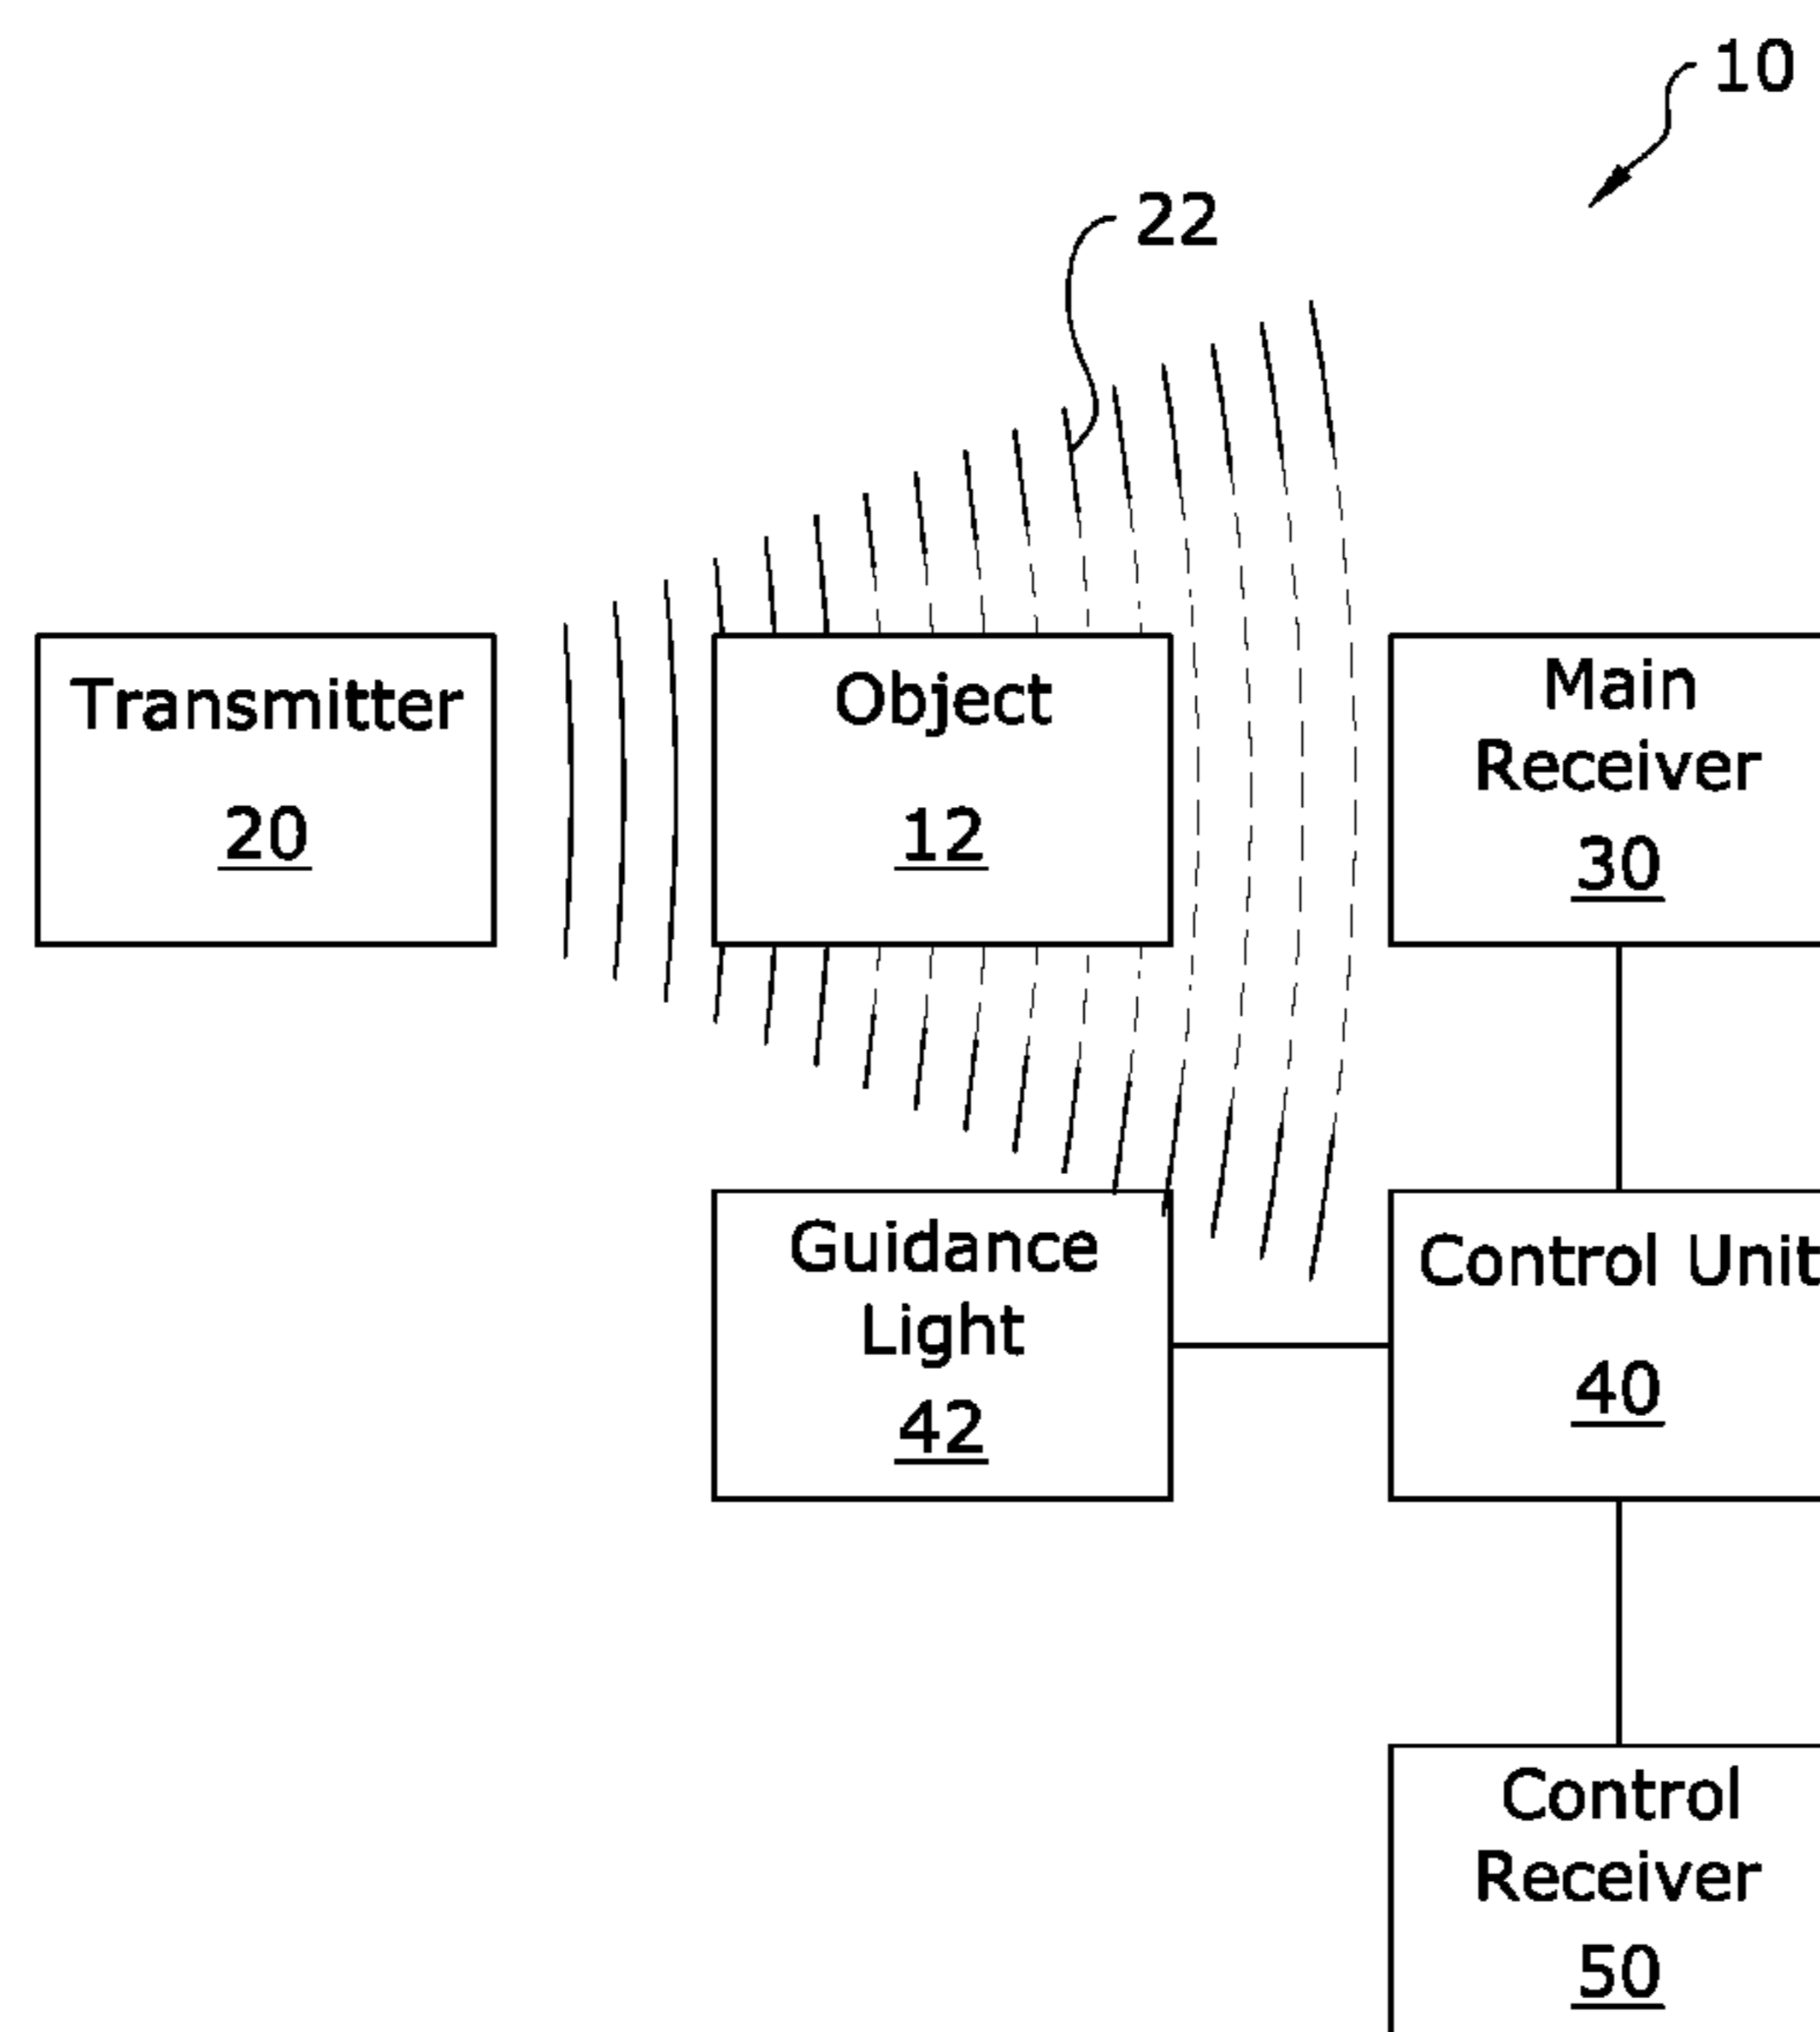 10
22
Transmitter
20
Object
12
Main
Receiver
30
Guidance
Light
42
Control Unit
40
Control
Receiver
50